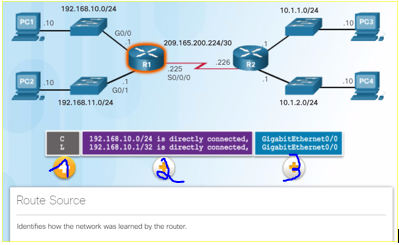 192.168.10.0/24
10.1.1.0/24
PC1
.10
G0/0
.1
209.165.200.224/30
.1
.10
PC3
R1
.225
S0/0/0
.226
R2
PC2
.10
.1
G0/1
192.168.11.0/24
.1
10.1.2.0/24
.10
PC4
C 192.168.10.0/24 is directly connected, GigabitEthernet0/0
L 192.168.10.1/32 is directly connected, GigabitEthernet0/0
1 2 3
Route Source
Identifies how the network was learned by the router.